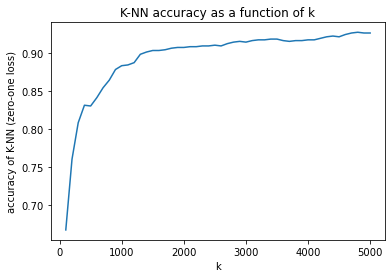 K-NN accuracy as a function of k
accuracy of K-NN (zero-one loss)
0.90
0.85
0.80
0.75
0.70
0 1000 2000 3000 4000 5000
k